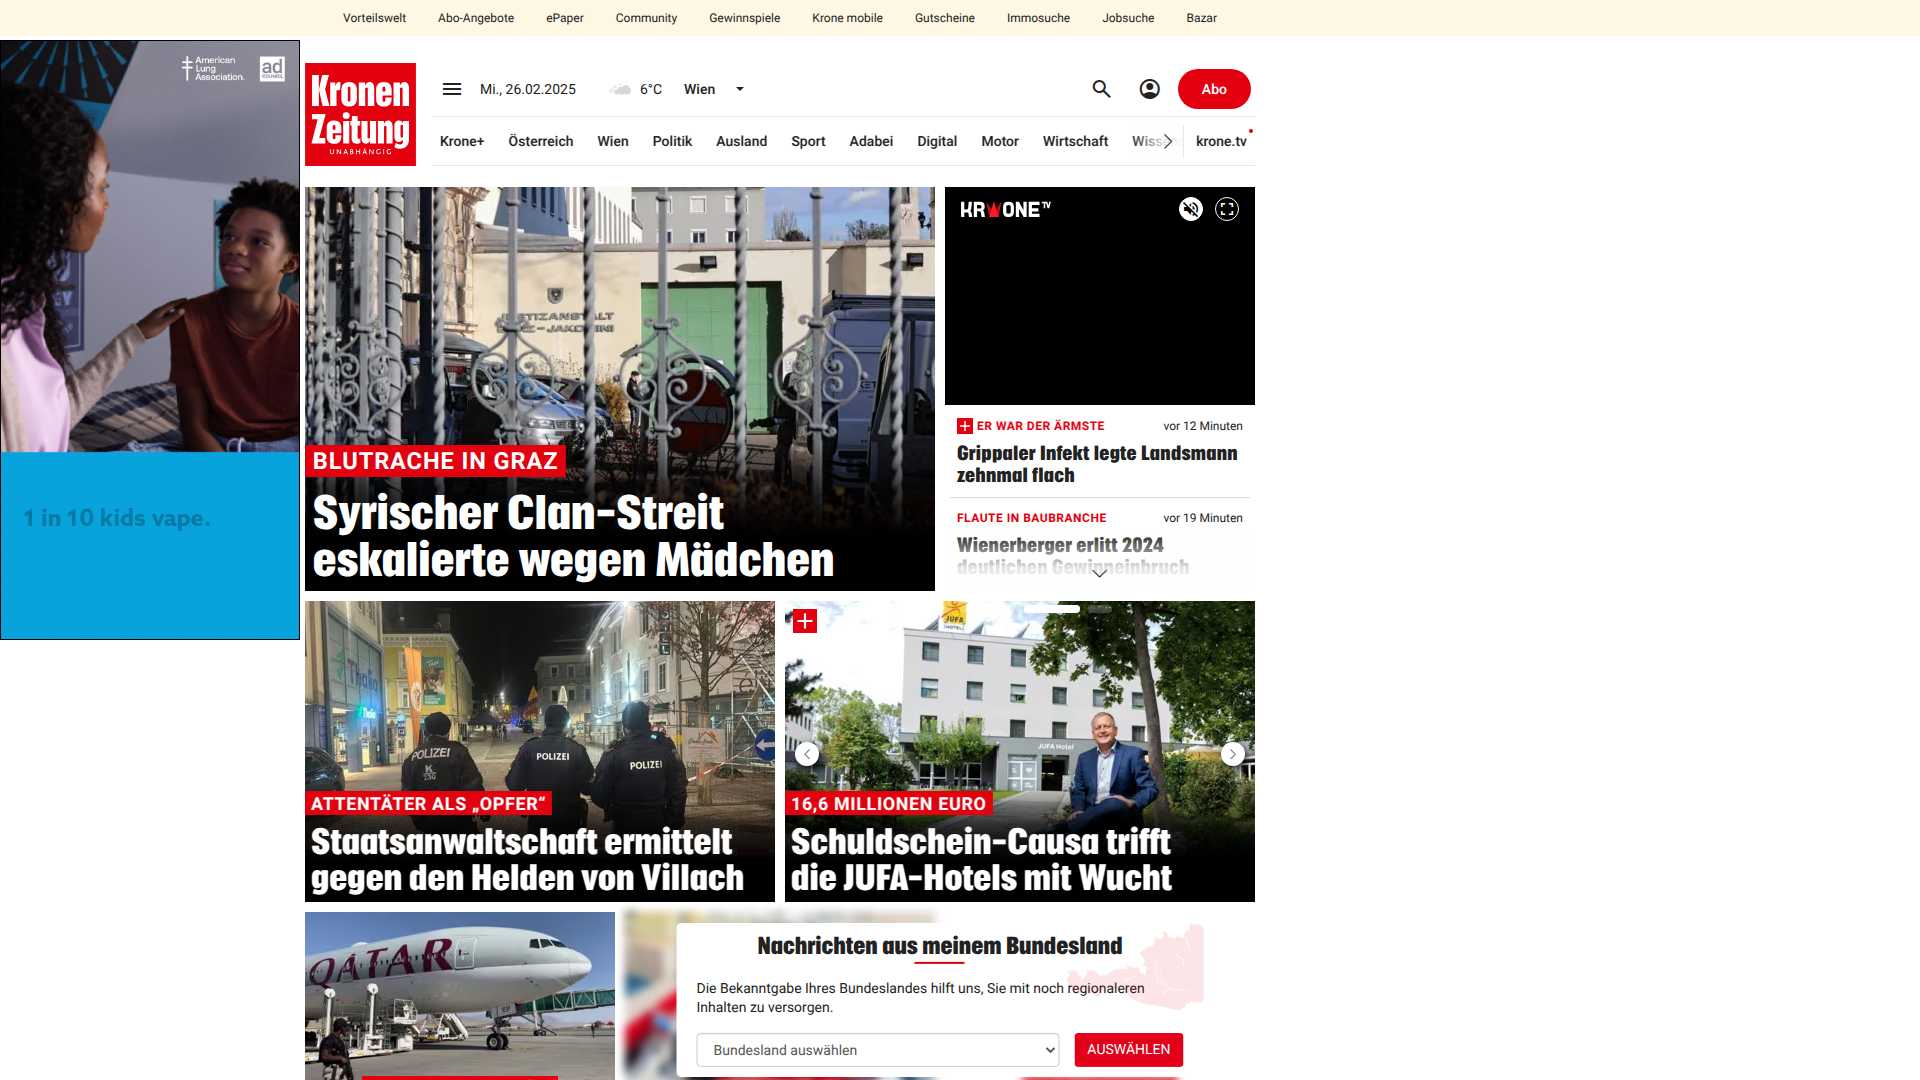 Vorteilswelt
Abo-Angebote
ePaper
Community
Gewinnspiele
Krone mobile
Gutscheine
Immosuche
Jobsuche
Bazar
American
Lung
Association.
ad
COUNCIL
1 in 10 kids vape.
Kronen
Zeitung
UNABHÄNGIG
Mi., 26.02.2025
6°C
Wien
Abo
Krone+
Österreich
Wien
Politik
Ausland
Sport
Adabei
Digital
Motor
Wirtschaft
krone.tv
JUSTIZANSTALT
GRAZ-JAKOMINI
BLUTRACHE IN GRAZ
Syrischer Clan-Streit
eskalierte wegen Mädchen
KRONE TV
ER WAR DER ÄRMSTE
vor 12 Minuten
Grippaler Infekt legte Landsmann
zehnmal flach
FLAUTE IN BAUBRANCHE
vor 19 Minuten
Wienerberger erlitt 2024
deutlichen Gewinneinbruch
Thalia
POLIZEI
POLIZEI
POLIZEI
ATTENTÄTER ALS „OPFER“
Staatsanwaltschaft ermittelt
gegen den Helden von Villach
JUFA
HOTELS
JUFA Hotel
16,6 MILLIONEN EURO
Schuldschein-Causa trifft
die JUFA-Hotels mit Wucht
QATAR
Nachrichten aus meinem Bundesland
Die Bekanntgabe Ihres Bundeslandes hilft uns, Sie mit noch regionaleren
Inhalten zu versorgen.
Bundesland auswählen
AUSWÄHLEN